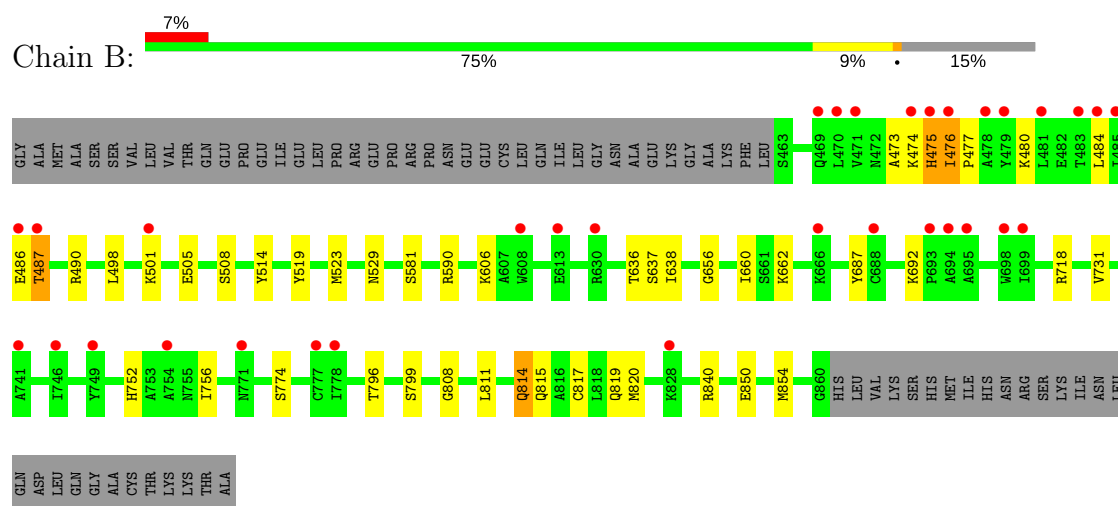 7%
Chain B:
75% 9% • 15%
GLY ALA MET ALA SER SER VAL LEU VAL THR GLN GLU PRO GLU ILE GLU LEU PRO ARG GLU PRO ARG PRO ASN GLU GLU CYS LEU GLN ILE LEU GLY ASN ALA GLU LYS GLY ALA LYS PHE LEU S463 Q469 L470 V471 N472 A473 K474 H475 I476 P477 A478 Y479 K480 L481 E482 T483 L484 I485
E486 T487 R490 L498 K501 E505 S508 Y514 Y519 M523 N529 S581 R590 K606 A607 W608 E613 R630 T636 S637 I638 G656 I660 S661 K662 K666 Y687 C688 K692 P693 A694 A695 W698 I699 R718 V731
A741 I746 Y749 H752 A753 A754 N755 I756 N771 S774 C777 I778 T796 S799 G808 L811 Q814 Q815 A816 C817 L818 Q819 M820 K828 R840 E850 M854 G860 HIS LEU VAL LYS SER HIS MET ILE HIS ASN ARG SER LYS ILE ASN LEU
GLN ASP LEU GLN GLY ALA CYS THR LYS LYS THR ALA